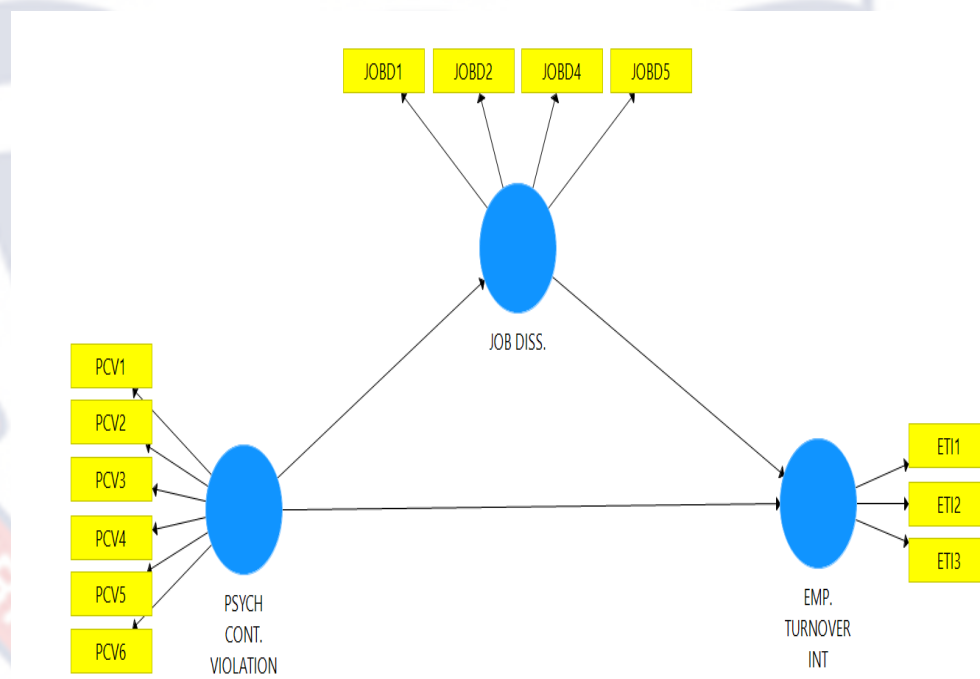 JOBD1 JOBD2 JOBD4 JOBD5
JOB DISS.
PCV1
PCV2
PCV3
PCV4
PCV5
PCV6
PSYCH
CONT.
VIOLATION
ETI1
ETI2
ETI3
EMP.
TURNOVER
INT